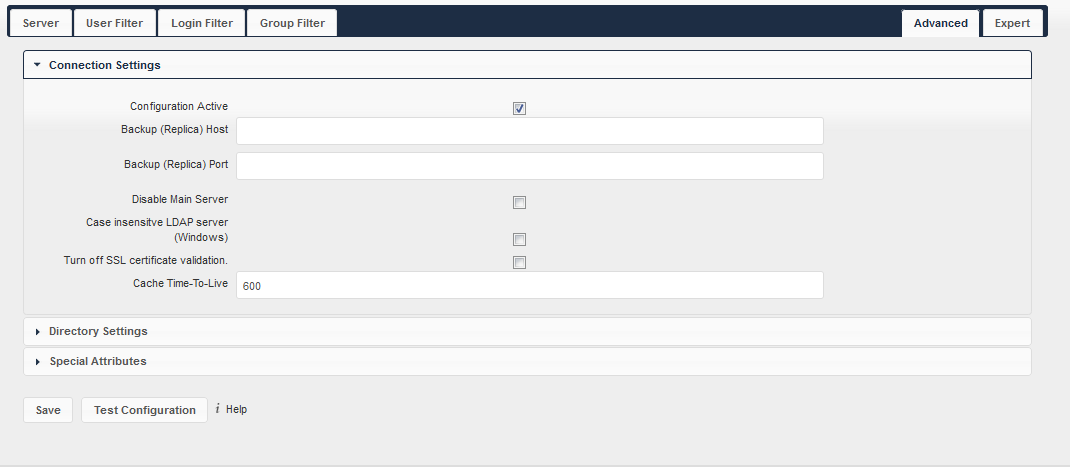 Server User Filter Login Filter Group Filter Advanced Expert
Connection Settings
Configuration Active
Backup (Replica) Host
Backup (Replica) Port
Disable Main Server
Case insensitve LDAP server
(Windows)
Turn off SSL certificate validation.
Cache Time-To-Live 600
Directory Settings
Special Attributes
Save Test Configuration i Help